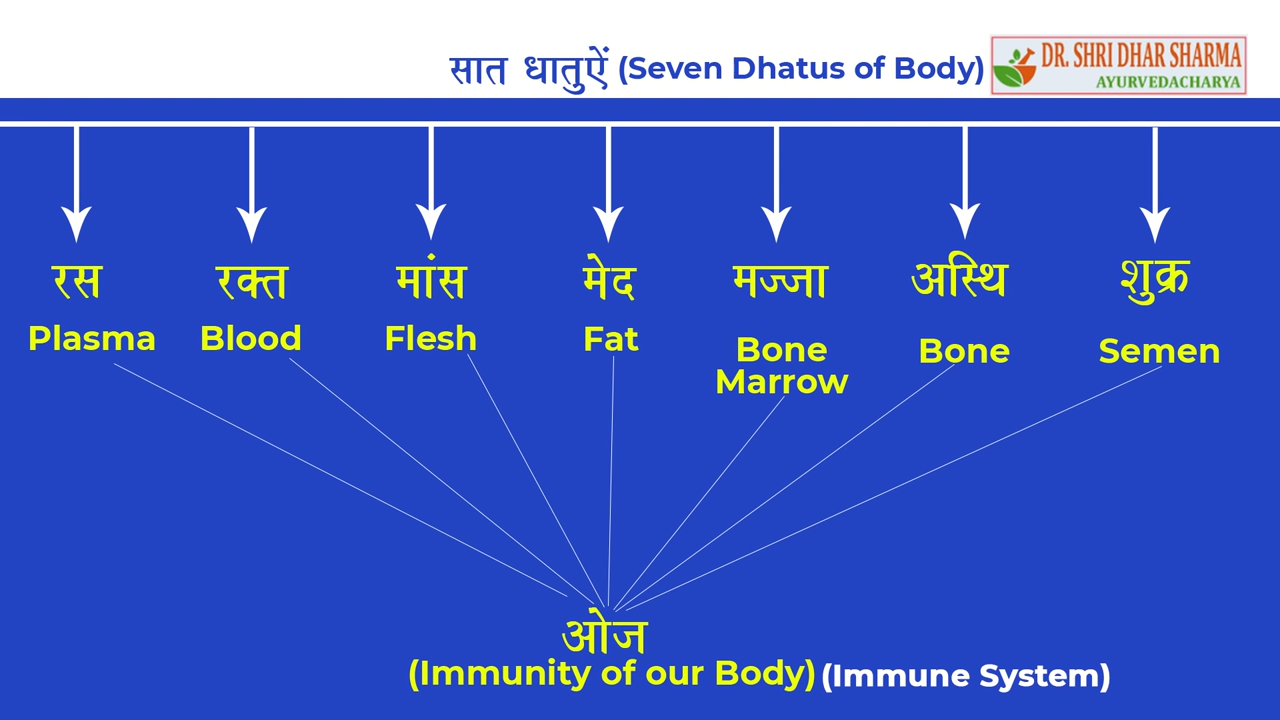 सात धातुऐं (Seven Dhatus of Body)
DR. SHRI DHAR SHARMA
AYURVEDACHARYA
रस
Plasma
रक्त
Blood
मांस
Flesh
मेद
Fat
मज्जा
Bone
Marrow
अस्थि
Bone
शुक्र
Semen
ओज
(Immunity of our Body) (Immune System)